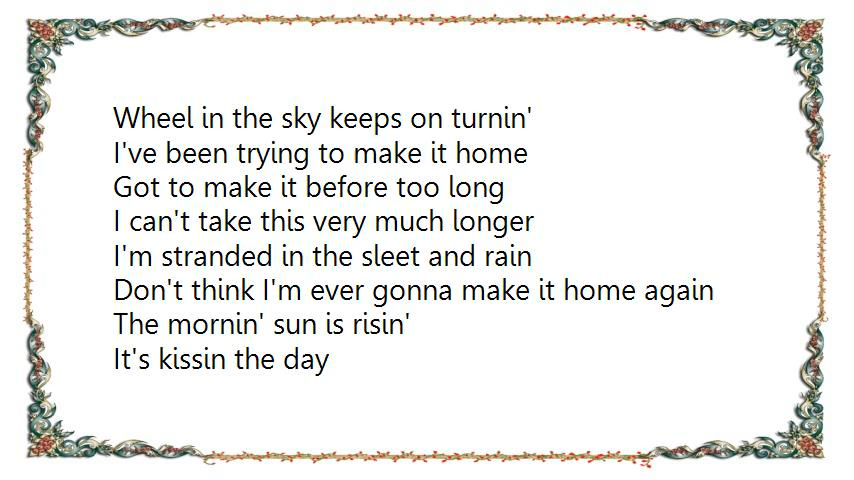 Wheel in the sky keeps on turnin'
I've been trying to make it home
Got to make it before too long
I can't take this very much longer
I'm stranded in the sleet and rain
Don't think I'm ever gonna make it home again
The mornin' sun is risin'
It's kissin the day